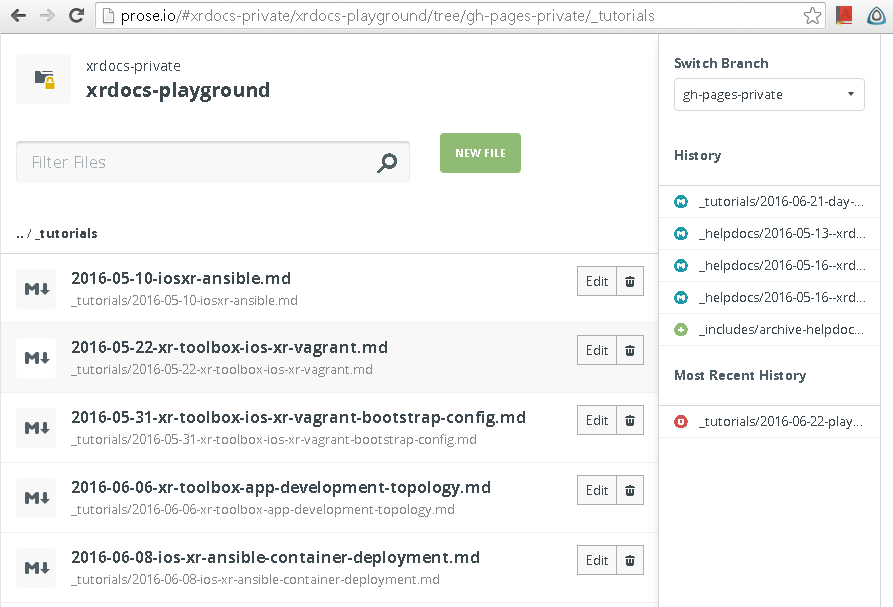 prose.io/#xrdocs-private/xrdocs-playground/tree/gh-pages-private/_tutorials
xrdocs-private
xrdocs-playground
Filter Files
NEW FILE
.. / _tutorials
2016-05-10-iosxr-ansible.md
_tutorials/2016-05-10-iosxr-ansible.md
Edit
2016-05-22-xr-toolbox-ios-xr-vagrant.md
_tutorials/2016-05-22-xr-toolbox-ios-xr-vagrant.md
Edit
2016-05-31-xr-toolbox-ios-xr-vagrant-bootstrap-config.md
_tutorials/2016-05-31-xr-toolbox-ios-xr-vagrant-bootstrap-config.md
Edit
2016-06-06-xr-toolbox-app-development-topology.md
_tutorials/2016-06-06-xr-toolbox-app-development-topology.md
Edit
2016-06-08-ios-xr-ansible-container-deployment.md
_tutorials/2016-06-08-ios-xr-ansible-container-deployment.md
Edit
Switch Branch
gh-pages-private
History
_tutorials/2016-06-21-day-...
_helpdocs/2016-05-13--xrd...
_helpdocs/2016-05-16--xrd...
_helpdocs/2016-05-16--xrd...
_includes/archive-helpdoc...
Most Recent History
_tutorials/2016-06-22-play...